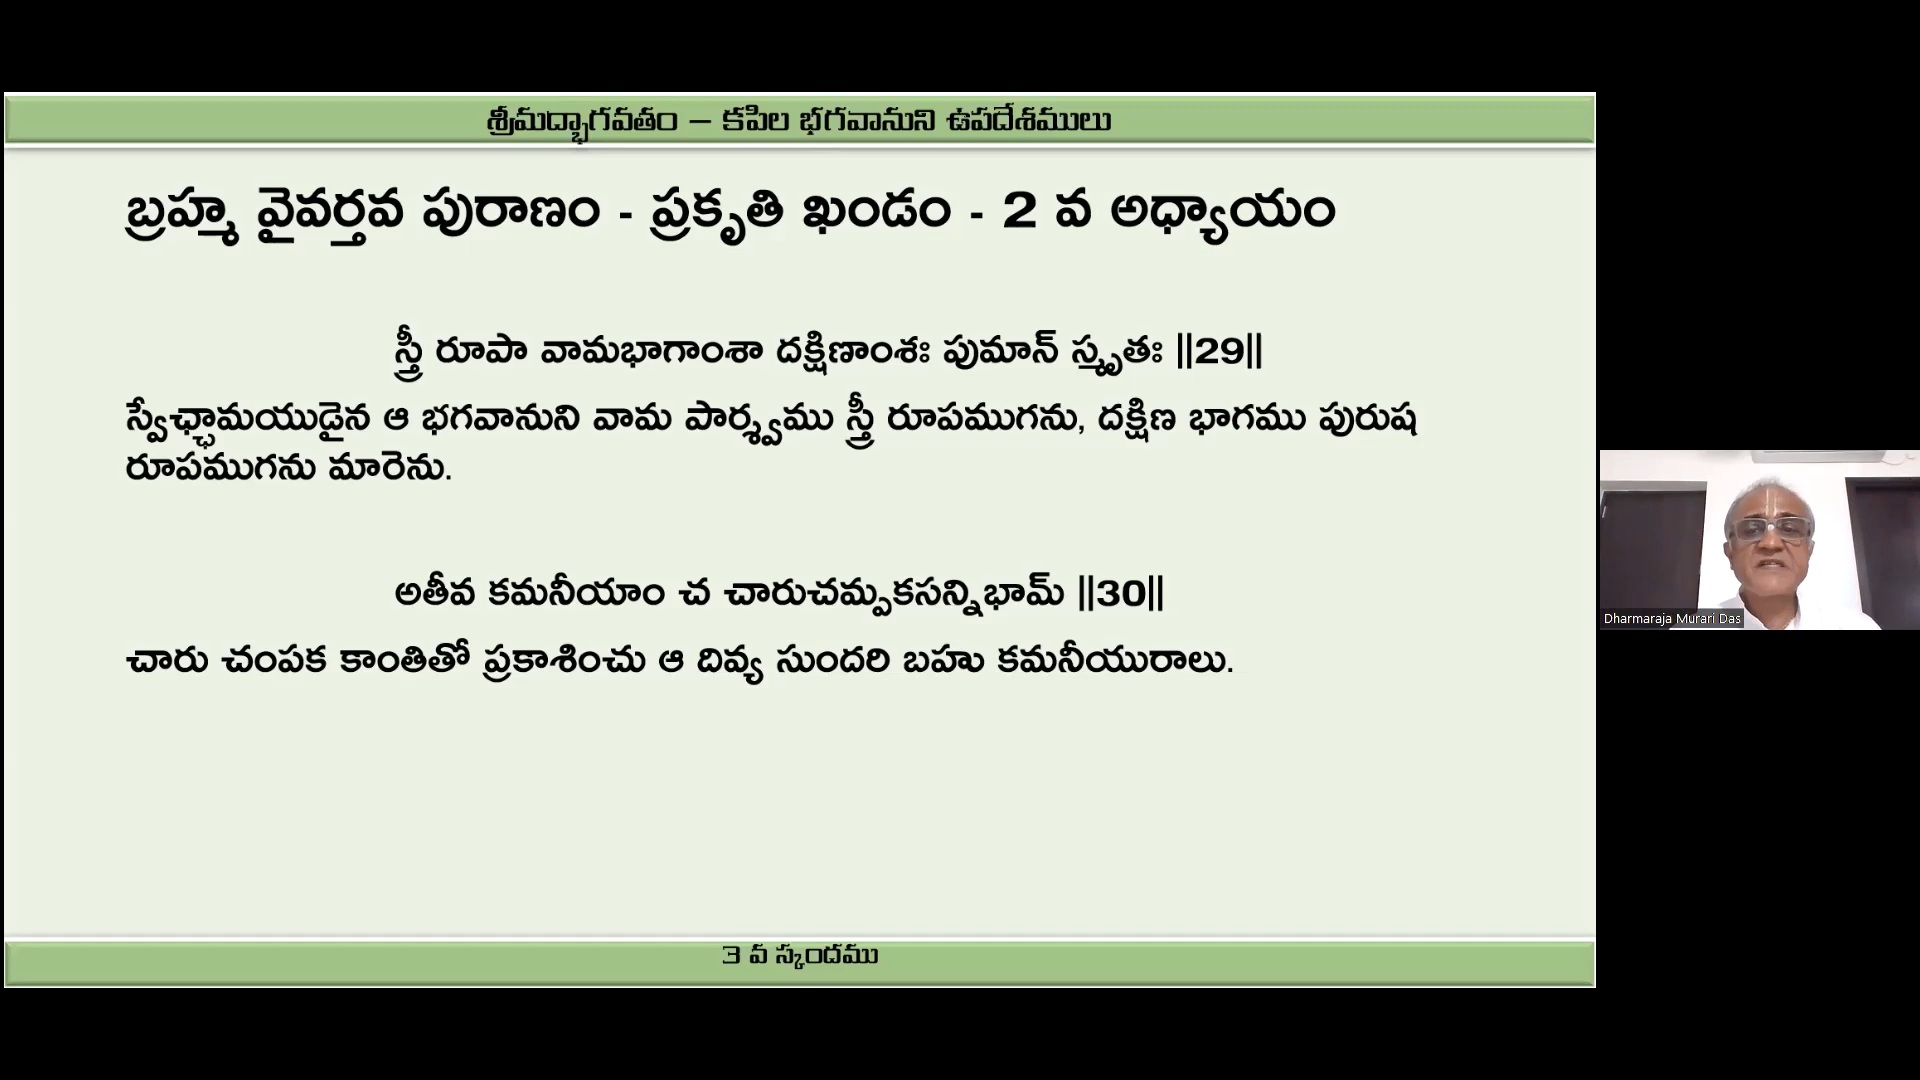 శ్రీమద్భాగవతం – కపిల భగవానుని ఉపదేశములు
బ్రహ్మ వైవర్తవ పురాణం - ప్రకృతి ఖండం - 2 వ అధ్యాయం
స్త్రీ రూపా వామభాగాంశా దక్షిణాంశః పుమాన్ స్మృతః ||29||
స్వేఛ్ఛామయుడైన ఆ భగవానుని వామ పార్శ్వము స్త్రీ రూపముగను, దక్షిణ భాగము పురుష
రూపముగను మారెను.
అతీవ కమనీయాం చ చారుచమ్పకసన్నిభామ్ ||30||
చారు చంపక కాంతితో ప్రకాశించు ఆ దివ్య సుందరి బహు కమనీయురాలు.
3 వ స్కందము
Dharmaraja Murari Das